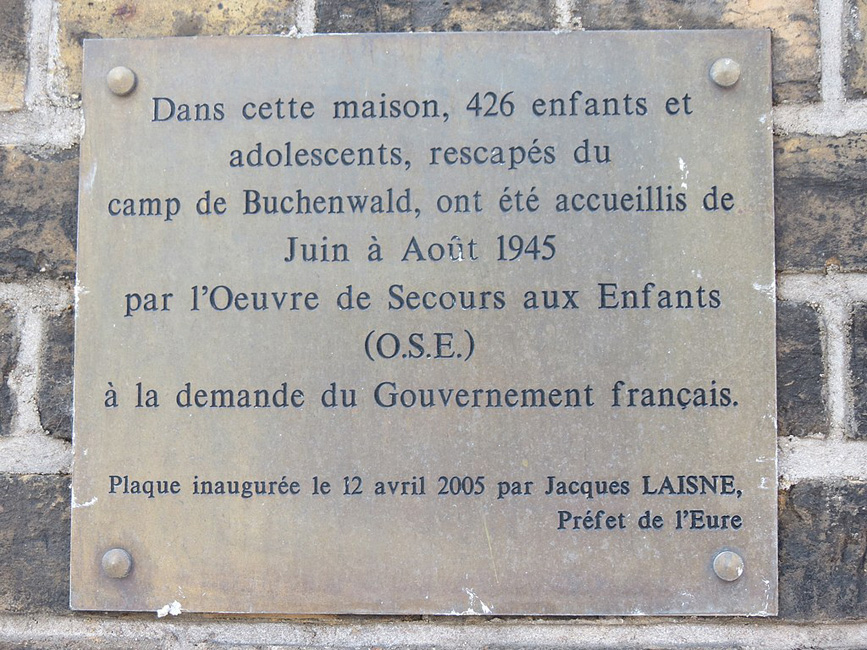 Dans cette maison, 426 enfants et
adolescents, rescapés du
camp de Buchenwald, ont été accueillis de
Juin à Août 1945
par l'Oeuvre de Secours aux Enfants
(O.S.E.)
à la demande du Gouvernement français.
Plaque inaugurée le 12 avril 2005 par Jacques LAISNE,
Préfet de l'Eure